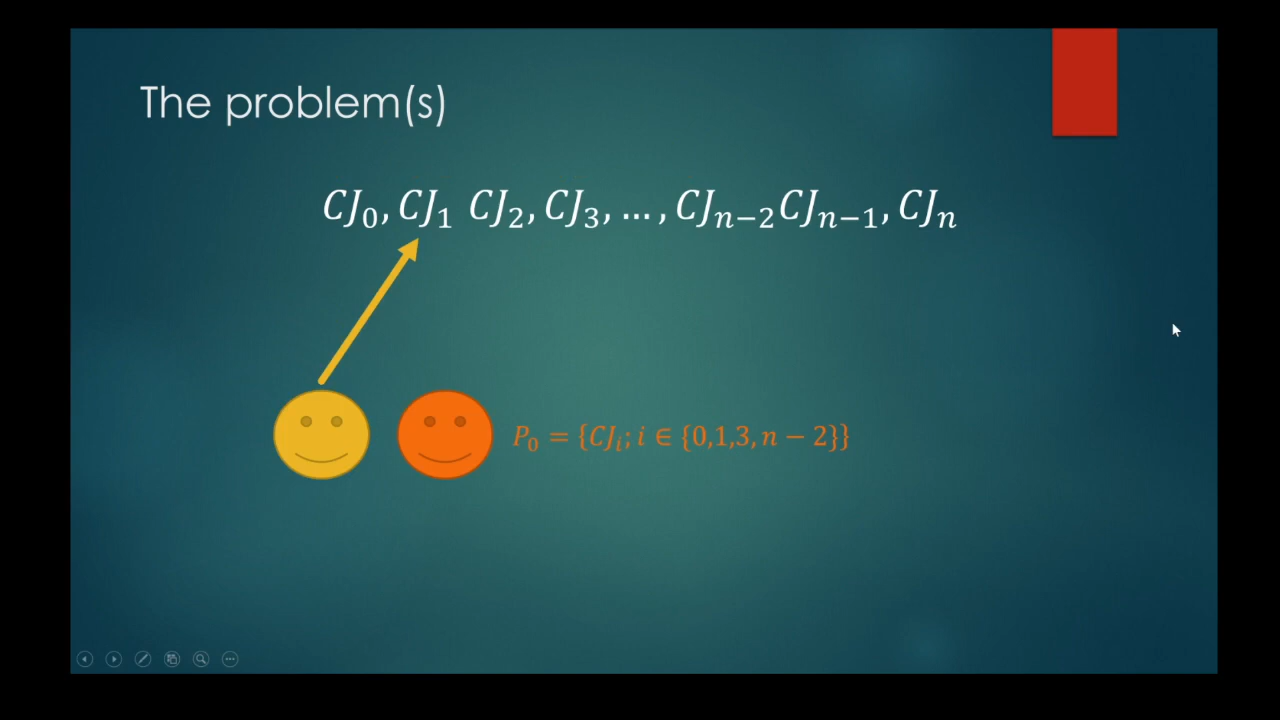 The problem(s)
CJ₀, CJ₁ CJ₂, CJ₃, … , CJₙ₋₂CJₙ₋₁, CJₙ
P₀ = {CJᵢ; i ∈ {0,1,3, n − 2}}